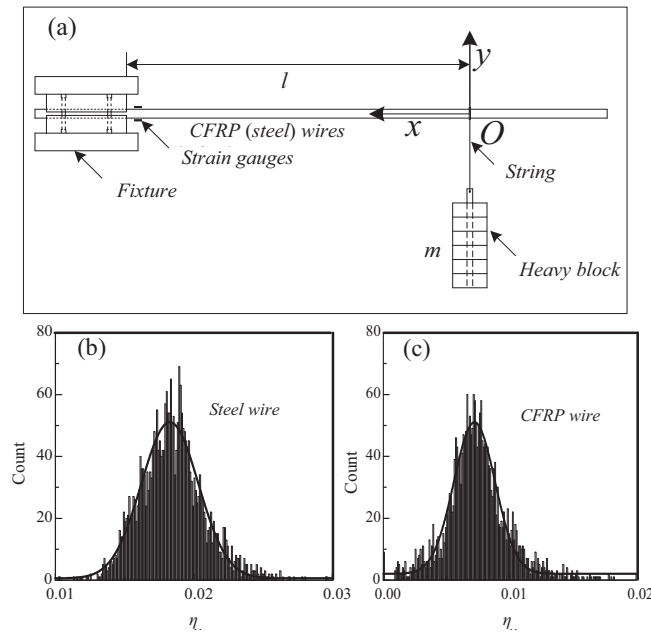 (a)
l
y
x
O
CFRP (steel) wires
Strain gauges
Fixture
String
m
Heavy block
(b)
(c)
80
60
40
20
0
Count
Steel wire
0.01
0.02
0.03
η
80
60
40
20
0
Count
CFRP wire
0.00
0.01
0.02
η